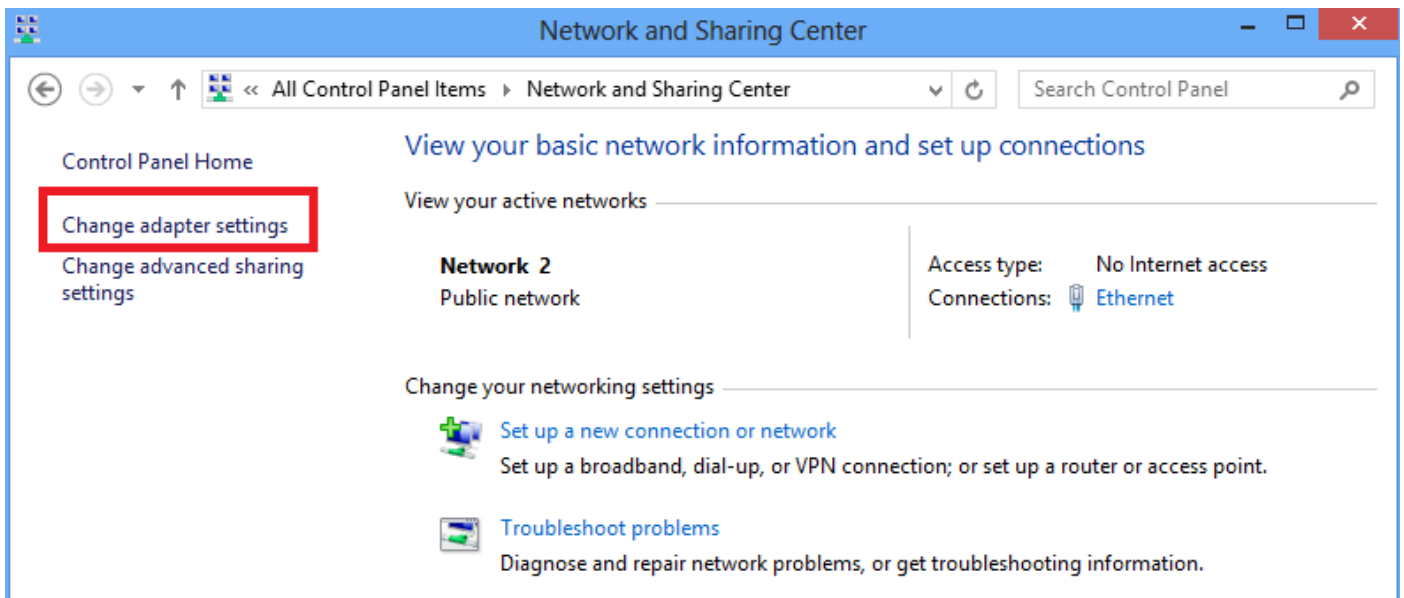 Network and Sharing Center
« All Control Panel Items Network and Sharing Center
Search Control Panel
Control Panel Home
Change adapter settings
Change advanced sharing
settings
View your basic network information and set up connections
View your active networks
Network 2
Public network
Access type: No Internet access
Connections: Ethernet
Change your networking settings
Set up a new connection or network
Set up a broadband, dial-up, or VPN connection; or set up a router or access point.
Troubleshoot problems
Diagnose and repair network problems, or get troubleshooting information.